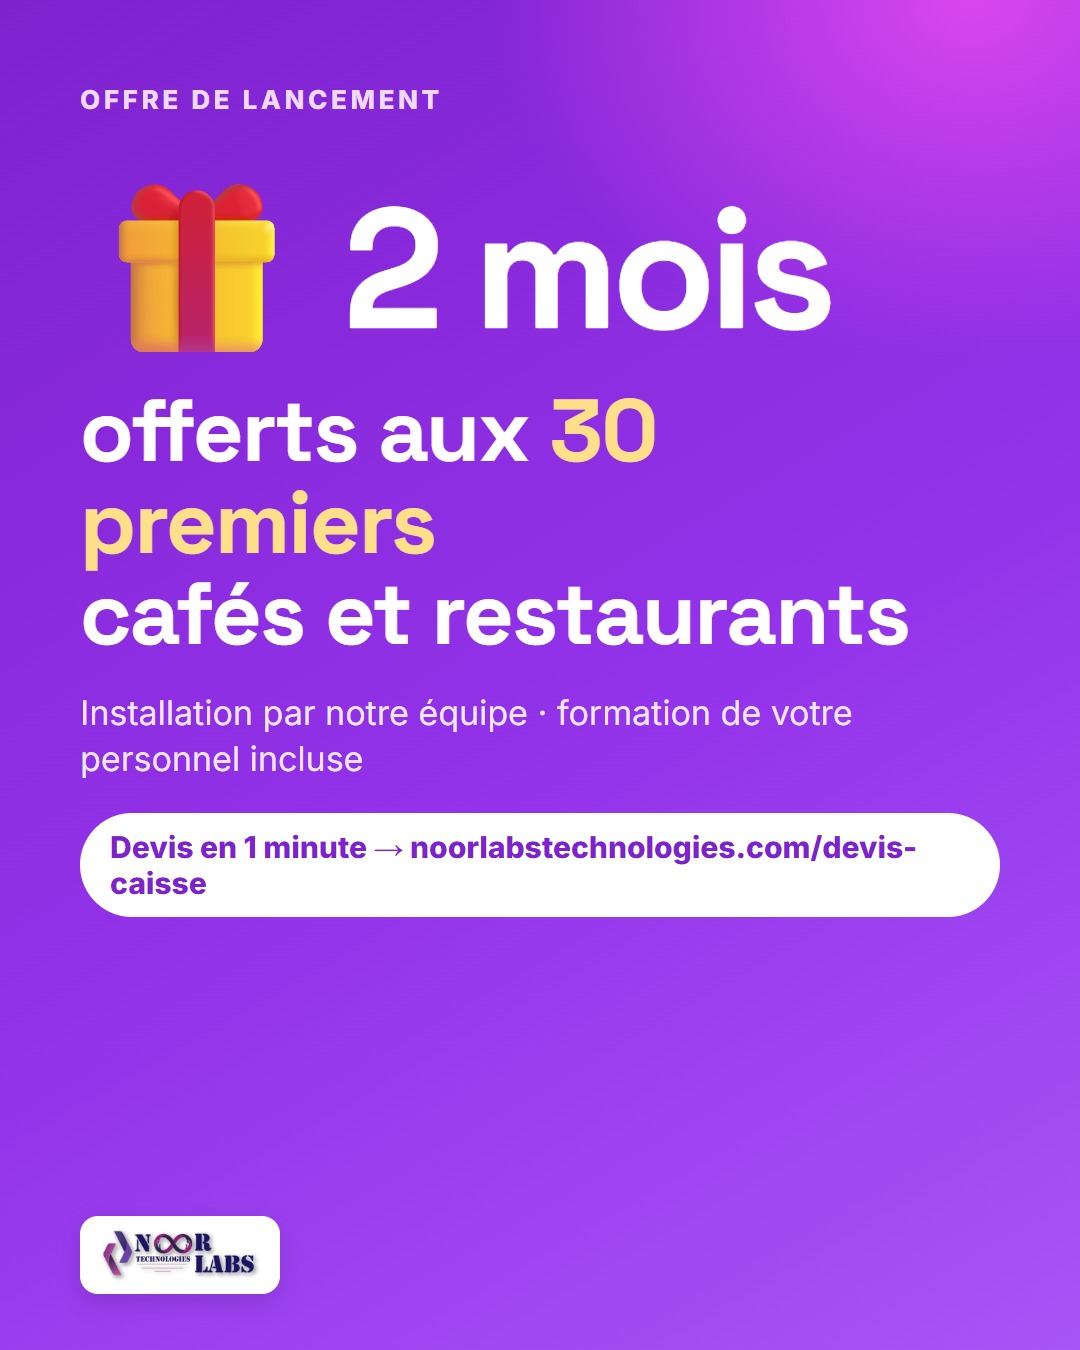 OFFRE DE LANCEMENT
2 mois
offerts aux 30
premiers
cafés et restaurants
Installation par notre équipe · formation de votre
personnel incluse
Devis en 1 minute → noorlabstechnologies.com/devis-
caisse
NOOR
TECHNOLOGIES
LABS